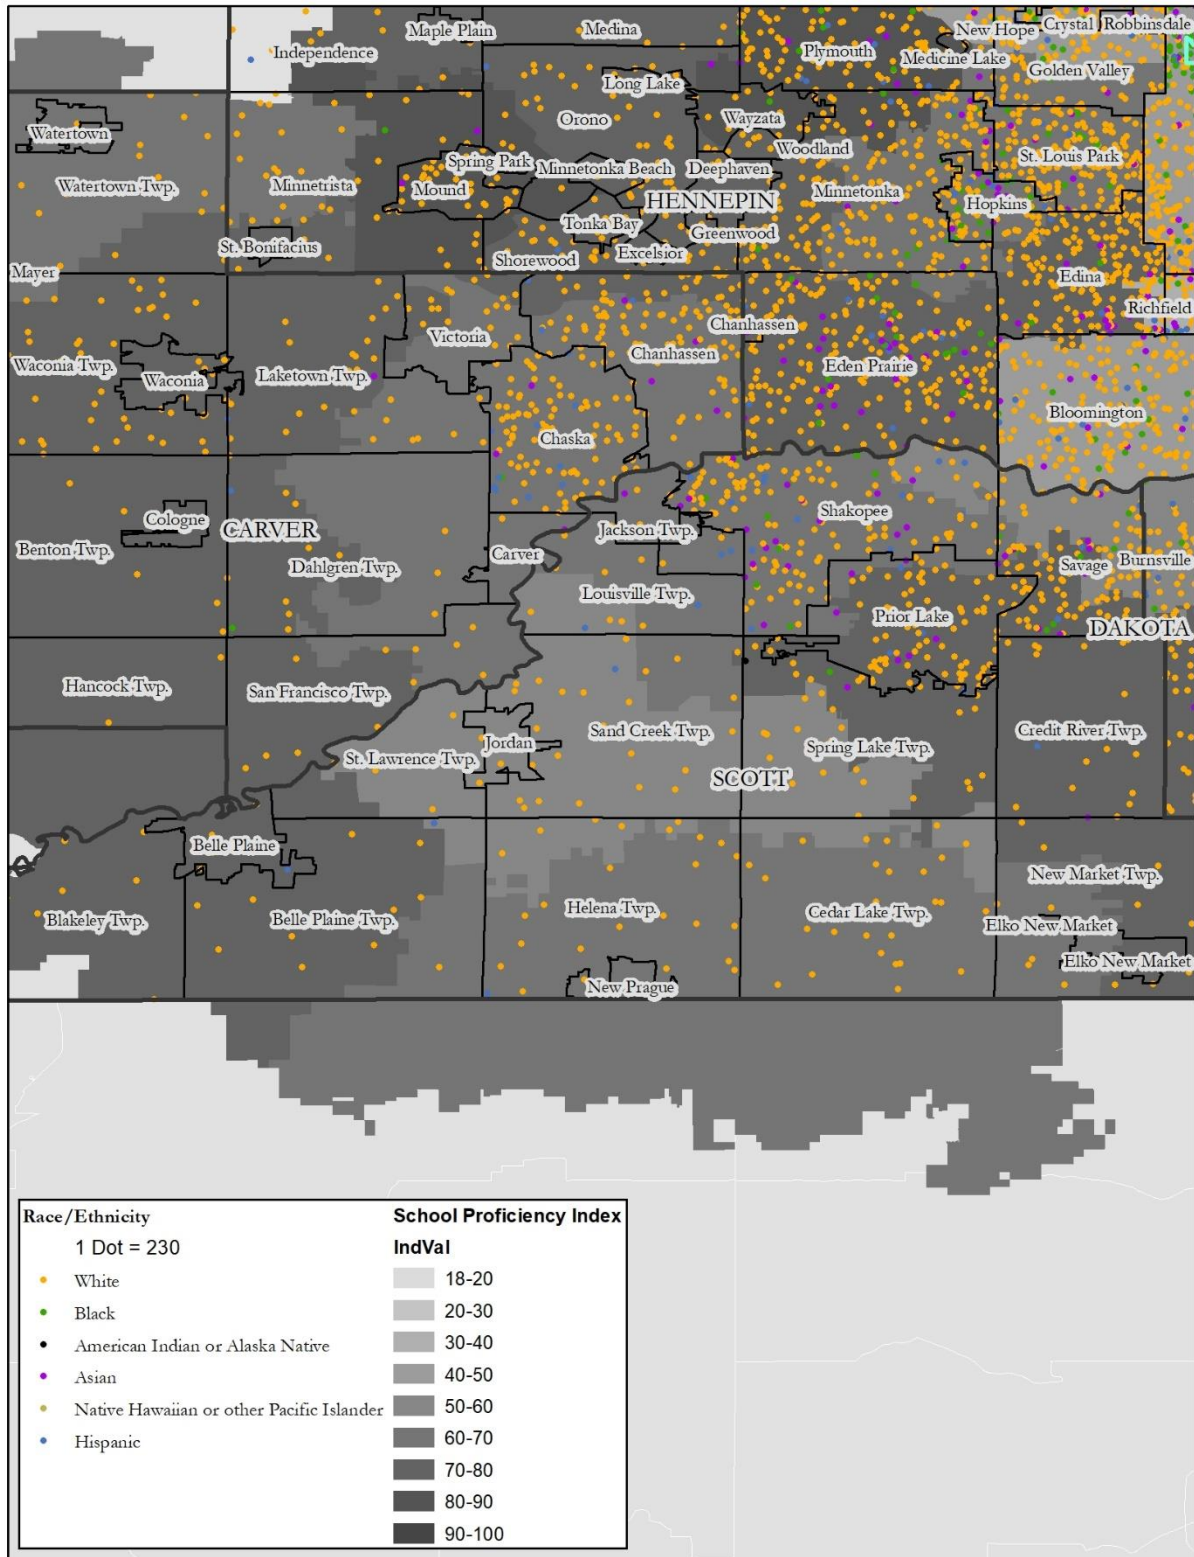 Maple Plain
Medina
New Hope
Crystal
Robbinsdale
Independence
Plymouth
Medicine Lake
Golden Valley
Long Lake
Orono
Wayzata
Watertown
Woodland
St. Louis Park
Spring Park
Minnetonka Beach
Deephaven
Watertown Twp.
Minnetrista
Mound
HENNEPIN
Minnetonka
Hopkins
Tonka Bay
Greenwood
St. Bonifacius
Excelsior
Shorewood
Mayer
Edina
Richfield
Victoria
Chanhassen
Chanhassen
Waconia Twp.
Waconia
Laketown Twp.
Eden Prairie
Bloomington
Chaska
Shakopee
Cologne
CARVER
Jackson Twp.
Benton Twp.
Dahlgren Twp.
Carver
Savage
Burnsville
Louisville Twp.
Prior Lake
DAKOTA
Hancock Twp.
San Francisco Twp.
Jordan
Sand Creek Twp.
Credit River Twp.
St. Lawrence Twp.
Spring Lake Twp.
SCOTT
Belle Plaine
New Market Twp.
Blakeley Twp.
Belle Plaine Twp.
Helena Twp.
Cedar Lake Twp.
Elko New Market
Elko New Market
New Prague
Race/Ethnicity
1 Dot = 230
White
Black
American Indian or Alaska Native
Asian
Native Hawaiian or other Pacific Islander
Hispanic
School Proficiency Index
IndVal
18-20
20-30
30-40
40-50
50-60
60-70
70-80
80-90
90-100